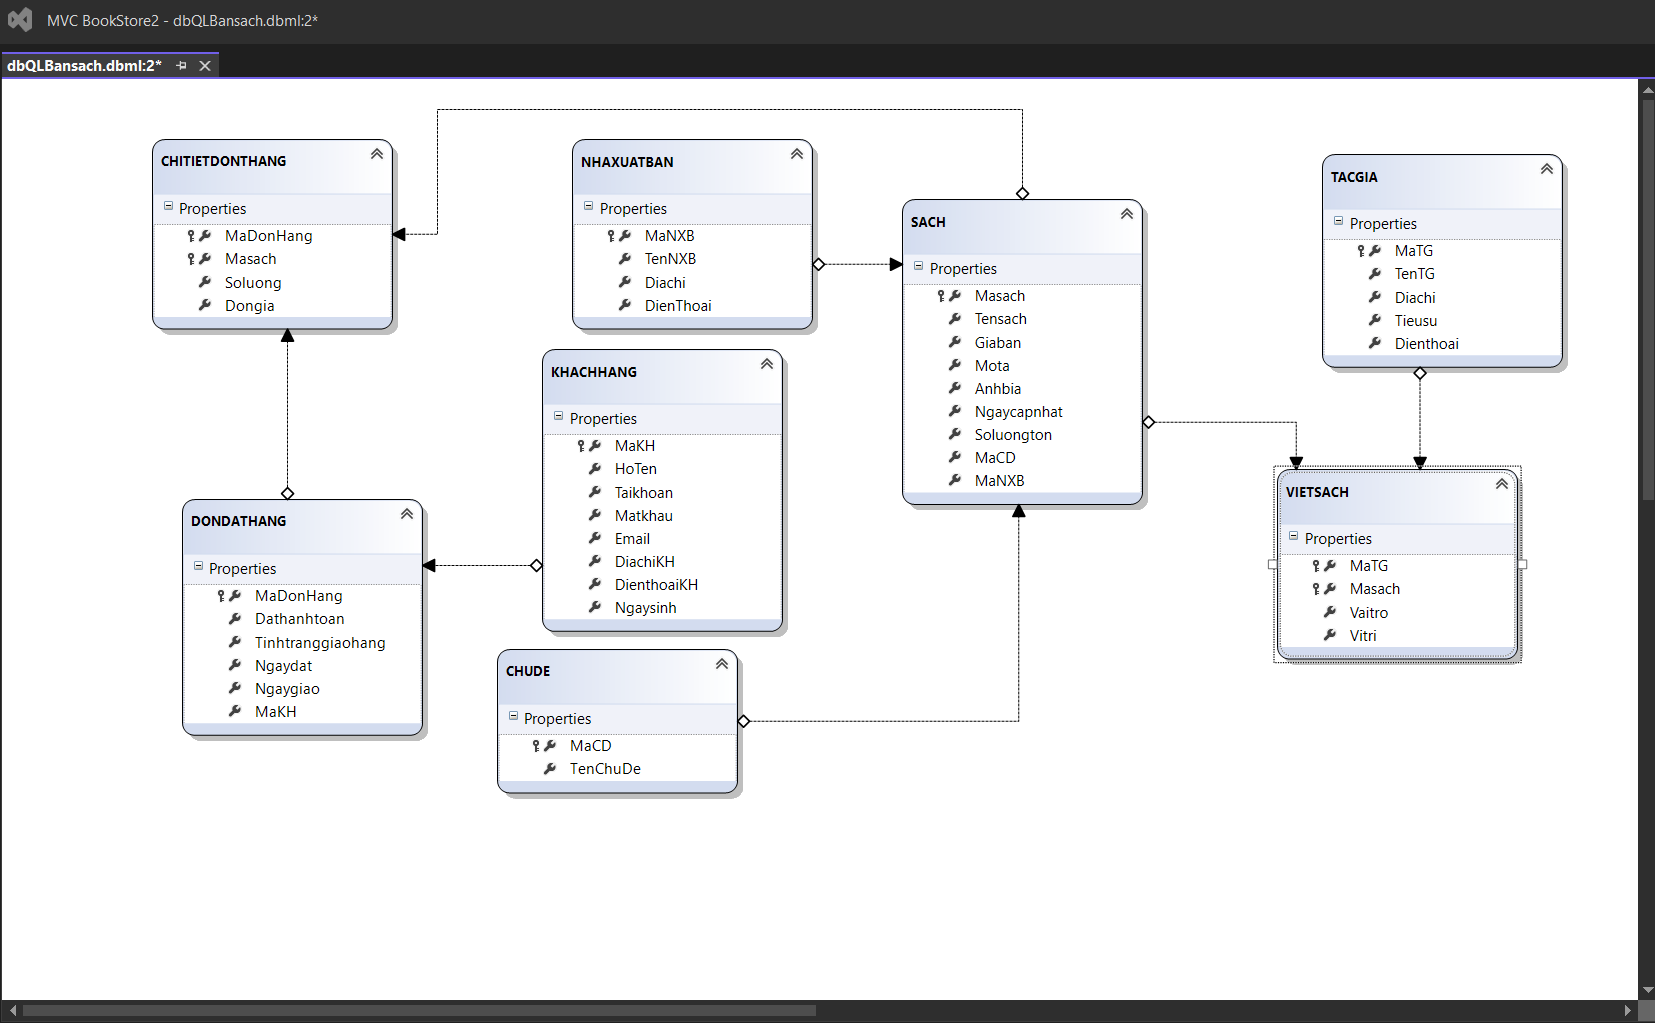 MVC BookStore2 - dbQLBansach.dbml:2*
dbQLBansach.dbml:2*
CHITIETDONTHANG
Properties
MaDonHang
Masach
Soluong
Dongia
NHAXUATBAN
Properties
MaNXB
TenNXB
Diachi
DienThoai
SACH
Properties
Masach
Tensach
Giaban
Mota
Anhbia
Ngaycapnhat
Soluongton
MaCD
MaNXB
TACGIA
Properties
MaTG
TenTG
Diachi
Tieusu
Dienthoai
KHACHHANG
Properties
MaKH
HoTen
Taikhoan
Matkhau
Email
DiachiKH
DienthoaiKH
Ngaysinh
DONDATHANG
Properties
MaDonHang
Dathanhtoan
Tinhtranggiaohang
Ngaydat
Ngaygiao
MaKH
VIETSACH
Properties
MaTG
Masach
Vaitro
Vitri
CHUDE
Properties
MaCD
TenChuDe